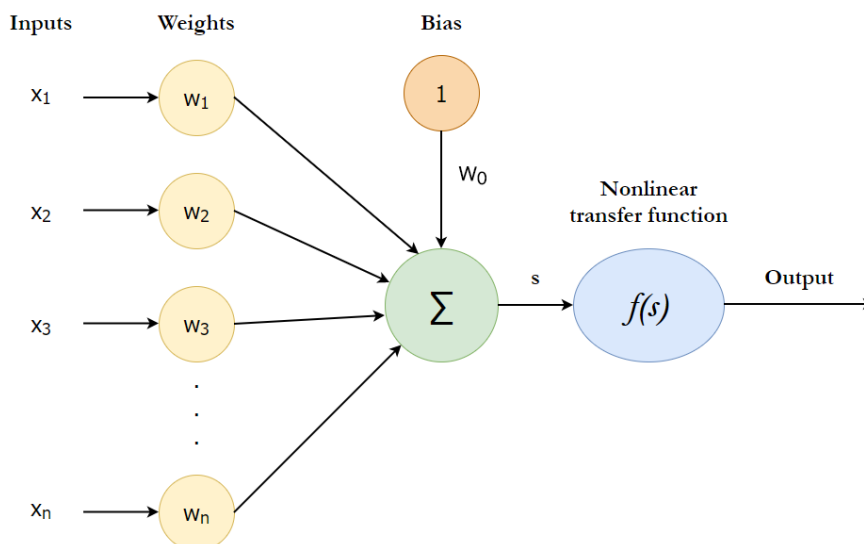 Inputs Weights Bias
x₁ w₁ 1
W₀
x₂ w₂
Nonlinear
transfer function
Σ s f(s) Output
x₃ w₃
.
.
.
xₙ wₙ